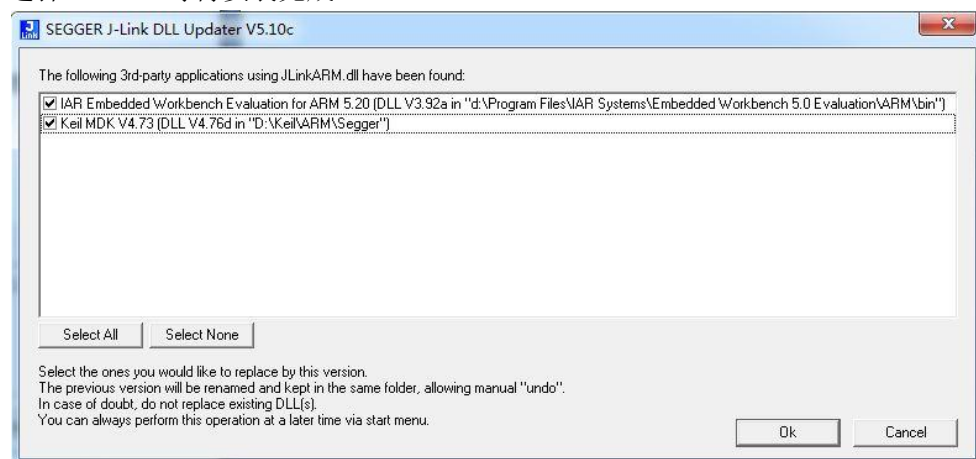 SEGGER J-Link DLL Updater V5.10c
The following 3rd-party applications using JLinkARM.dll have been found:
IAR Embedded Workbench Evaluation for ARM 5.20 (DLL V3.92a in "d:\Program Files\IAR Systems\Embedded Workbench 5.0 Evaluation\ARM\bin")
Keil MDK V4.73 (DLL V4.76d in "D:\Keil\ARM\Segger")
Select All Select None
Select the ones you would like to replace by this version.
The previous version will be renamed and kept in the same folder, allowing manual "undo".
In case of doubt, do not replace existing DLL(s).
You can always perform this operation at a later time via start menu.
Ok Cancel